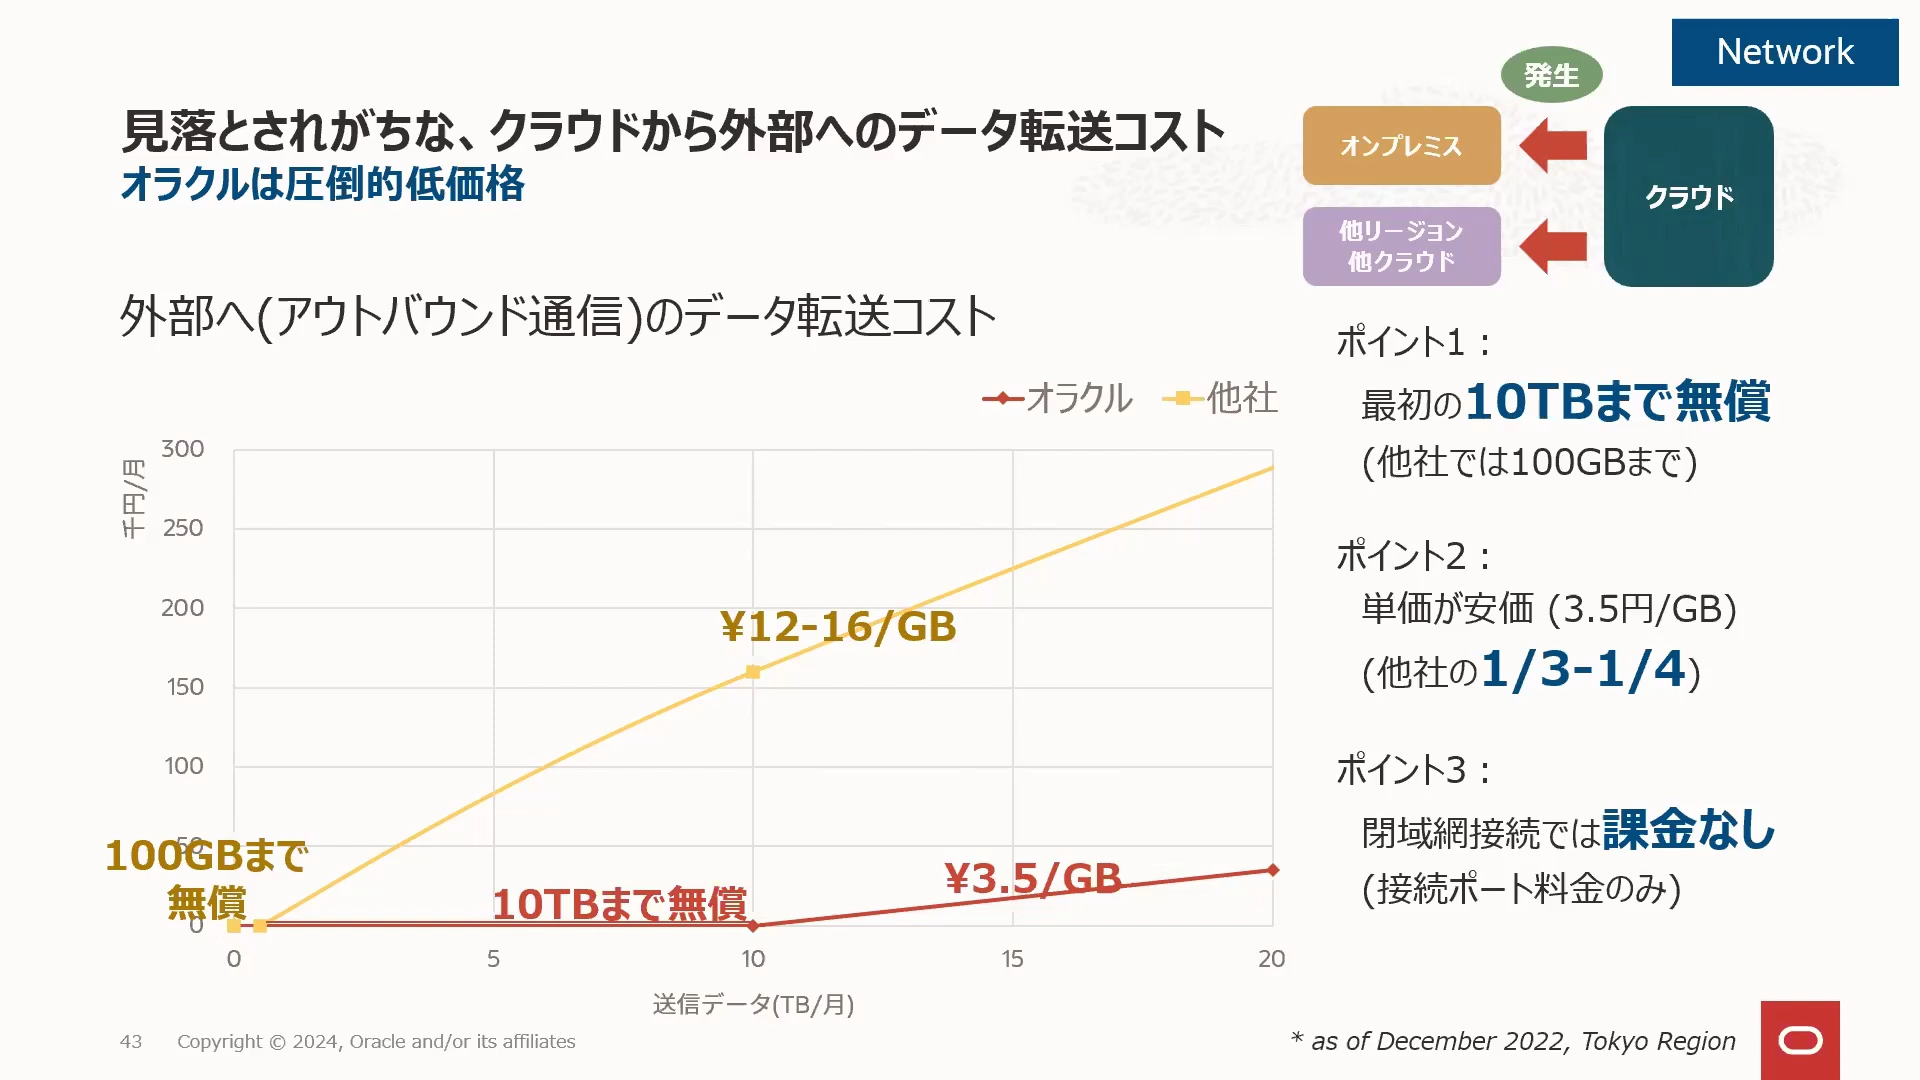 Network
見落とされがちな、クラウドから外部へのデータ転送コスト
オラクルは圧倒的低価格
発生
オンプレミス
他リージョン
他クラウド
クラウド
外部へ(アウトバウンド通信)のデータ転送コスト
オラクル 他社
千円/月
300
250
200
150
100
50
0
0 5 10 15 20
送信データ(TB/月)
¥12-16/GB
100GBまで
無償
10TBまで無償
¥3.5/GB
ポイント1：
最初の10TBまで無償
(他社では100GBまで)
ポイント2：
単価が安価 (3.5円/GB)
(他社の1/3-1/4)
ポイント3：
閉域網接続では課金なし
(接続ポート料金のみ)
43 Copyright © 2024, Oracle and/or its affiliates
* as of December 2022, Tokyo Region